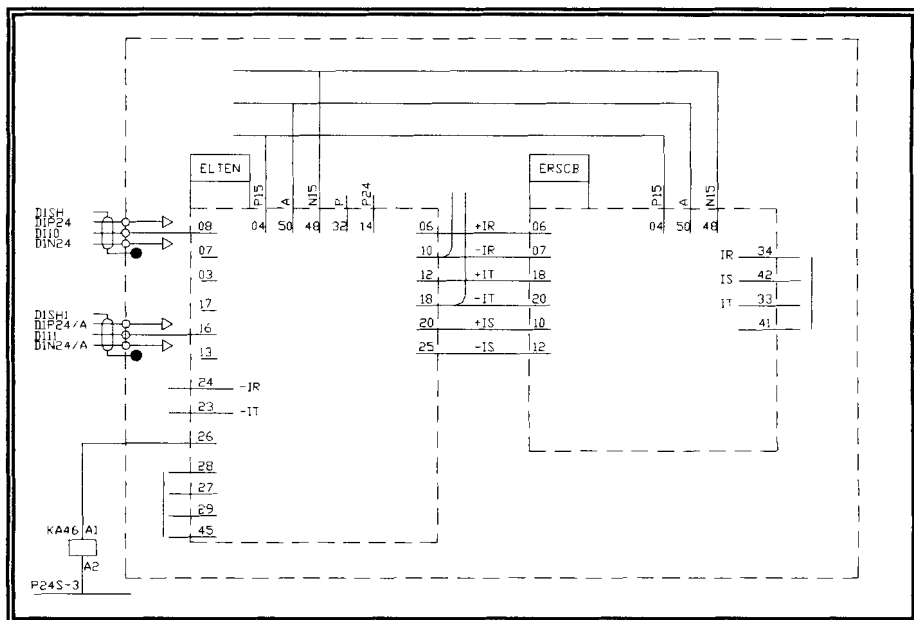 ELTEN
ERSCB
P15 A N15 P P24
04 50 48 32 14
P15 A N15
04 50 48
DISH
DIP24
DI10
DIN24
08
07
03
17
DISH1
DIP24/A
DI11
DIN24/A
16
13
24 -IR
23 -IT
26
28
27
29
45
06 +IR 06
10 -IR 07
12 +IT 18
18 -IT 20
20 +IS 10
25 -IS 12
IR 34
IS 42
IT 33
41
KA46 A1
A2
P24S-3